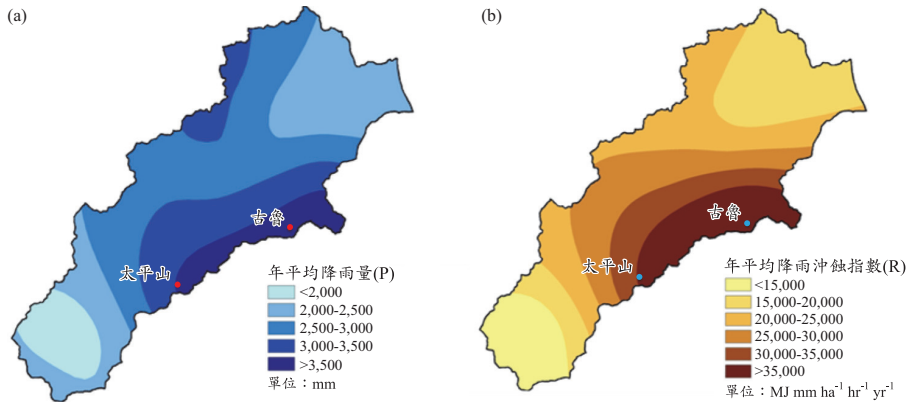 (a)
古魯
太平山
年平均降雨量(P)
<2,000
2,000-2,500
2,500-3,000
3,000-3,500
>3,500
單位：mm
(b)
古魯
太平山
年平均降雨沖蝕指數(R)
<15,000
15,000-20,000
20,000-25,000
25,000-30,000
30,000-35,000
>35,000
單位：MJ mm ha⁻¹ hr⁻¹ yr⁻¹